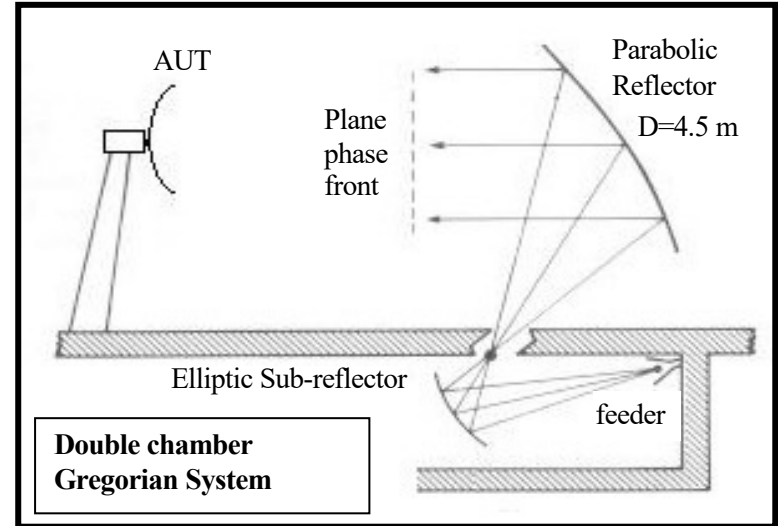 AUT
Parabolic
Reflector
D=4.5 m
Plane
phase
front
Elliptic Sub-reflector
feeder
Double chamber
Gregorian System